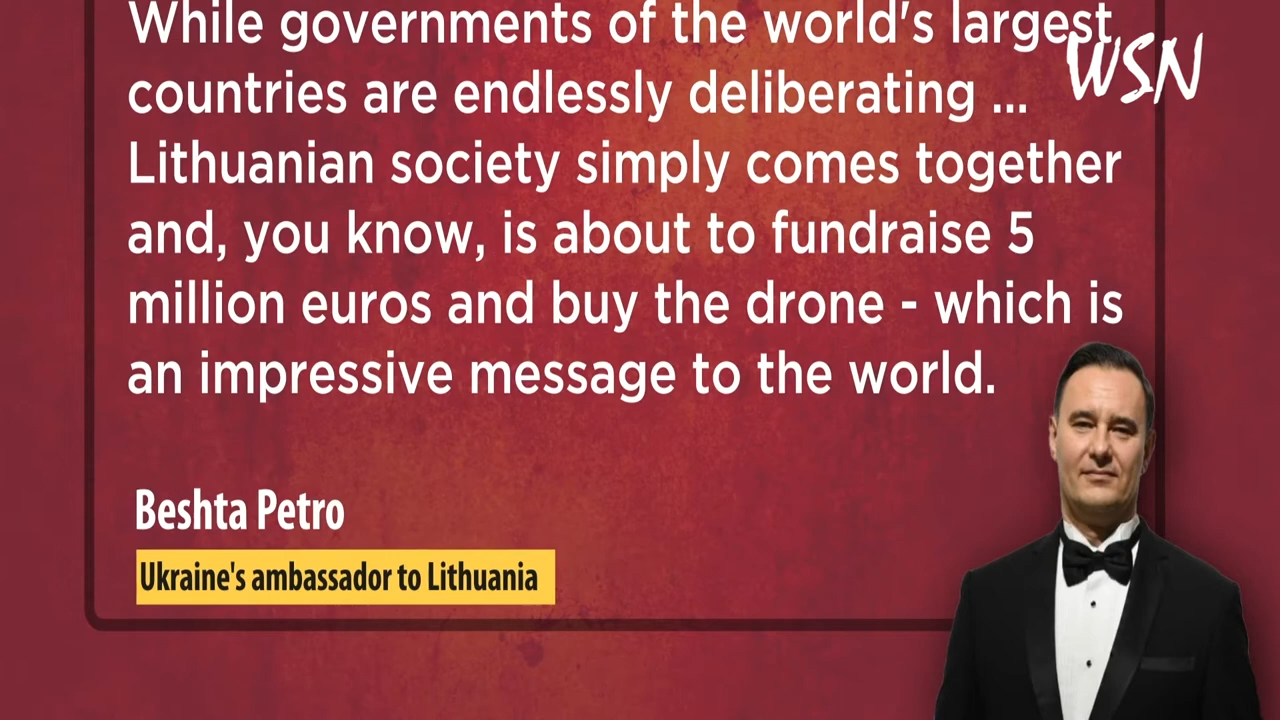 While governments of the world's largest
WSN
countries are endlessly deliberating ...
Lithuanian society simply comes together
and, you know, is about to fundraise 5
million euros and buy the drone - which is
an impressive message to the world.
Beshta Petro
Ukraine's ambassador to Lithuania